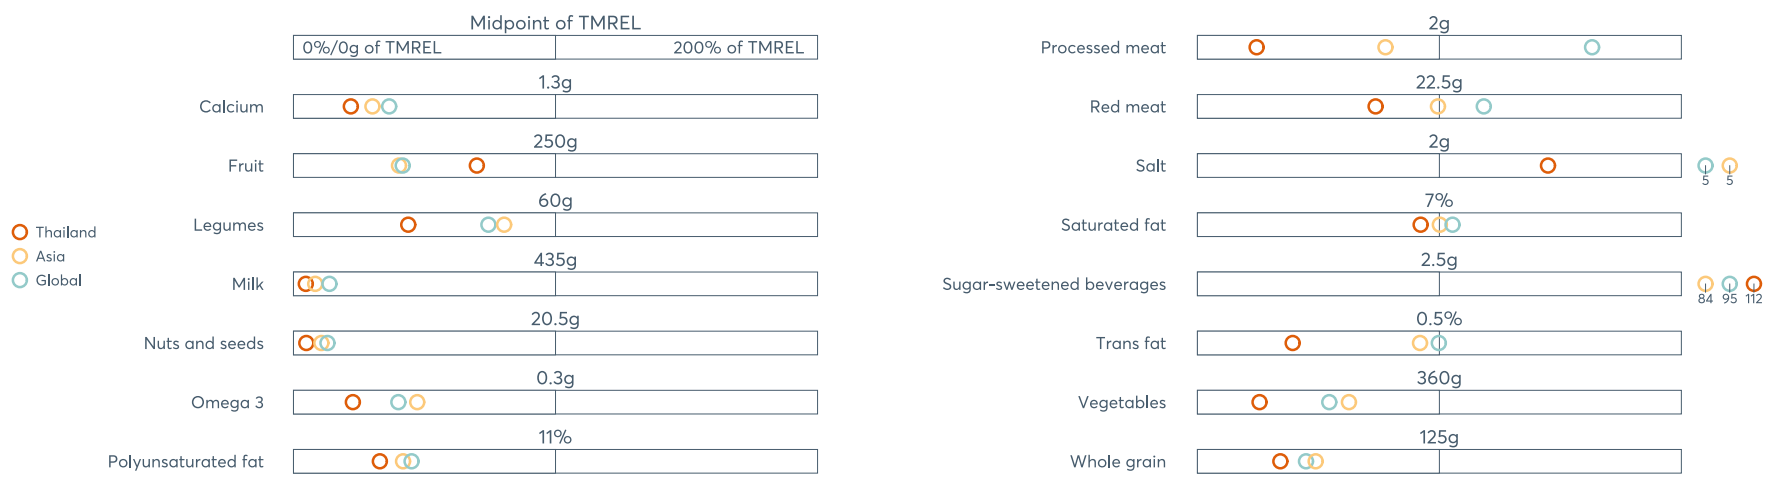 Midpoint of TMREL
0%/0g of TMREL 200% of TMREL
1.3g
Calcium
250g
Fruit
60g
Legumes
435g
Milk
20.5g
Nuts and seeds
0.3g
Omega 3
11%
Polyunsaturated fat
Thailand
Asia
Global
2g
Processed meat
22.5g
Red meat
2g
Salt
5 5
7%
Saturated fat
2.5g
Sugar-sweetened beverages
84 95 112
0.5%
Trans fat
360g
Vegetables
125g
Whole grain